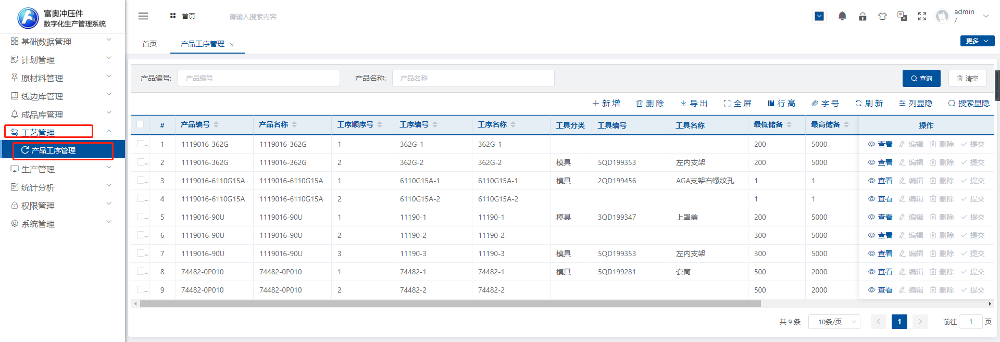 富奥冲压件
数字化生产管理系统
首页
请输入搜索内容
admin
/
首页 产品工序管理 ×
更多
基础数据管理
计划管理
原材料管理
线边库管理
成品库管理
工艺管理
产品工序管理
生产管理
统计分析
权限管理
系统管理
产品编号: 产品编号 产品名称: 产品名称 查询 清空
新增 删除 导出 全屏 行高 字号 刷新 列显隐 搜索显隐
# 产品编号 产品名称 工序顺序号 工序编号 工序名称 工具分类 工具编号 工具名称 最低储备 最高储备 操作
1 1119016-362G 1119016-362G 1 362G-1 362G-1 200 5000 查看 编辑 删除 提交
2 1119016-362G 1119016-362G 2 362G-2 362G-2 模具 5QD199353 左内支架 200 5000 查看 编辑 删除 提交
3 1119016-6110G15A 1119016-6110G15A 1 6110G15A-1 6110G15A-1 模具 2QD199456 AGA支架右螺纹孔 1 1 查看 编辑 删除 提交
4 1119016-6110G15A 1119016-6110G15A 2 6110G15A-2 6110G15A-2 1 1 查看 编辑 删除 提交
5 1119016-90U 1119016-90U 1 11190-1 11190-1 模具 3QD199347 上罩盖 200 5000 查看 编辑 删除 提交
6 1119016-90U 1119016-90U 2 11190-2 11190-2 300 5000 查看 编辑 删除 提交
7 1119016-90U 1119016-90U 3 11190-3 11190-3 模具 5QD199353 左内支架 300 5000 查看 编辑 删除 提交
8 74482-0P010 74482-0P010 1 74482-1 74482-1 模具 5QD199281 套筒 500 2000 查看 编辑 删除 提交
9 74482-0P010 74482-0P010 2 74482-2 74482-2 500 2000 查看 编辑 删除 提交
共 9 条 10条/页 1 前往 1 页